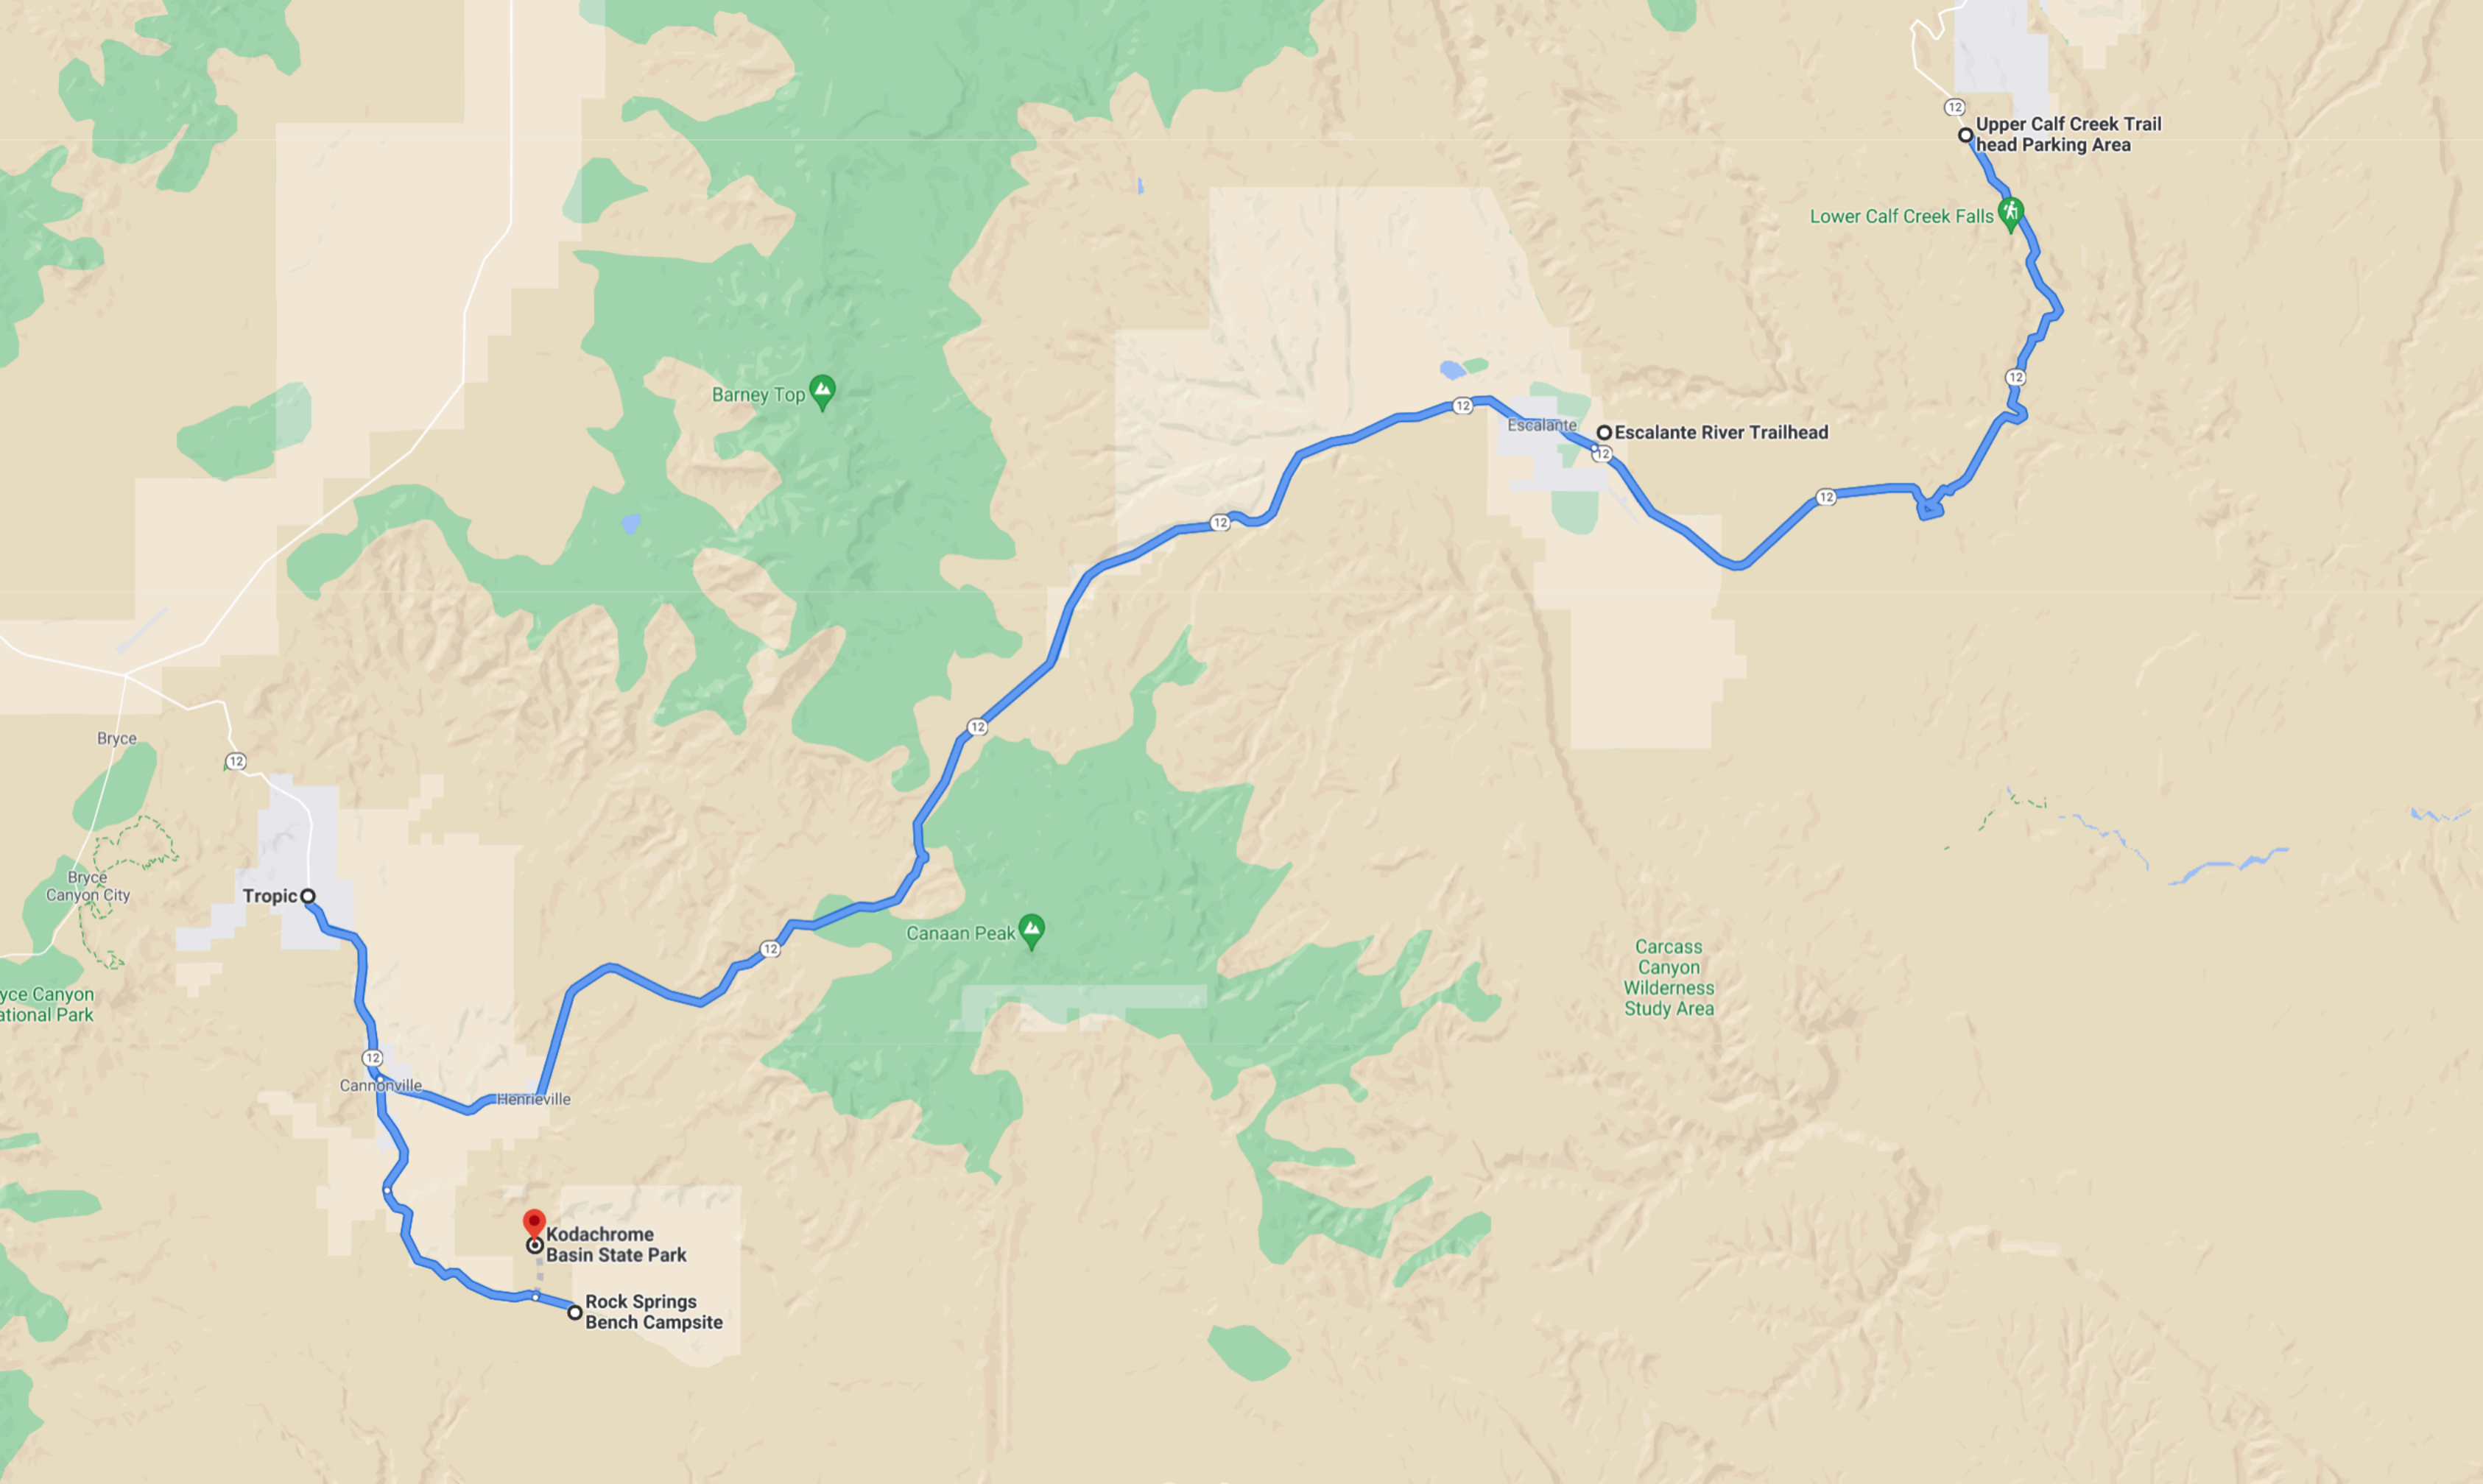 12
Upper Calf Creek Trail
head Parking Area
Lower Calf Creek Falls
Barney Top
12
12
Escalante
Escalante River Trailhead
12
12
12
12
Bryce
12
Bryce
Canyon City
Tropic
Canaan Peak
12
Carcass
Canyon
Wilderness
Study Area
yce Canyon
ational Park
12
Cannonville
Henrieville
Kodachrome
Basin State Park
Rock Springs
Bench Campsite